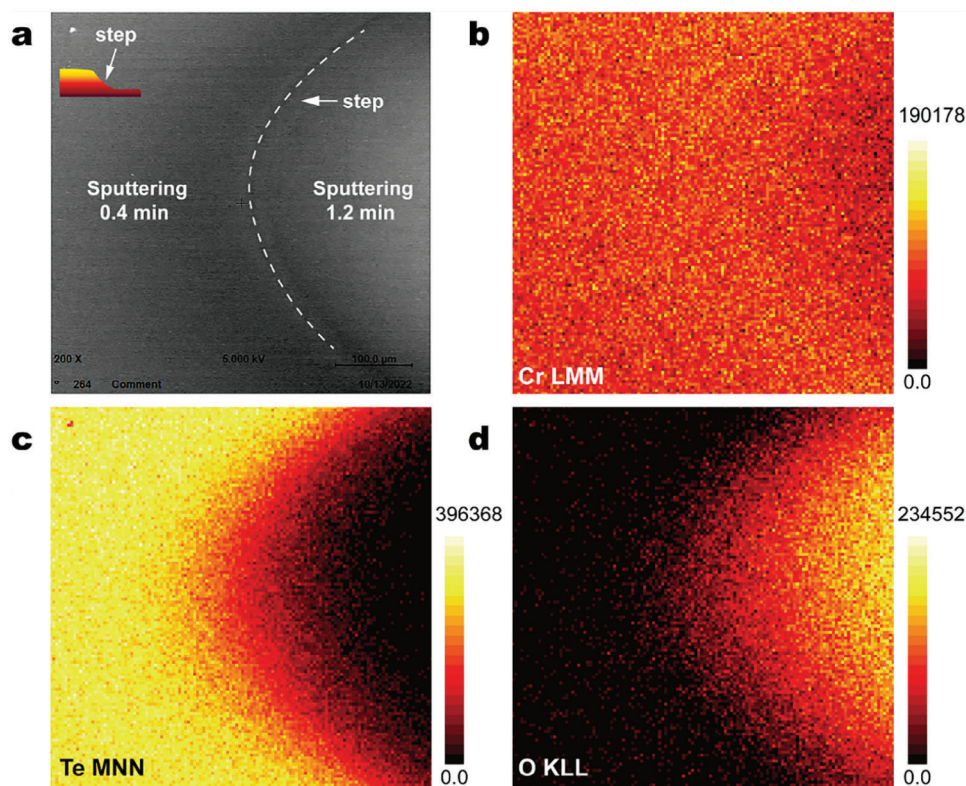 a
step
step
Sputtering
0.4 min
Sputtering
1.2 min
200 X
5.000 kV
100.0 µm
264 Comment
10/13/2022
b
190178
0.0
Cr LMM
c
396368
0.0
Te MNN
d
234552
0.0
O KLL